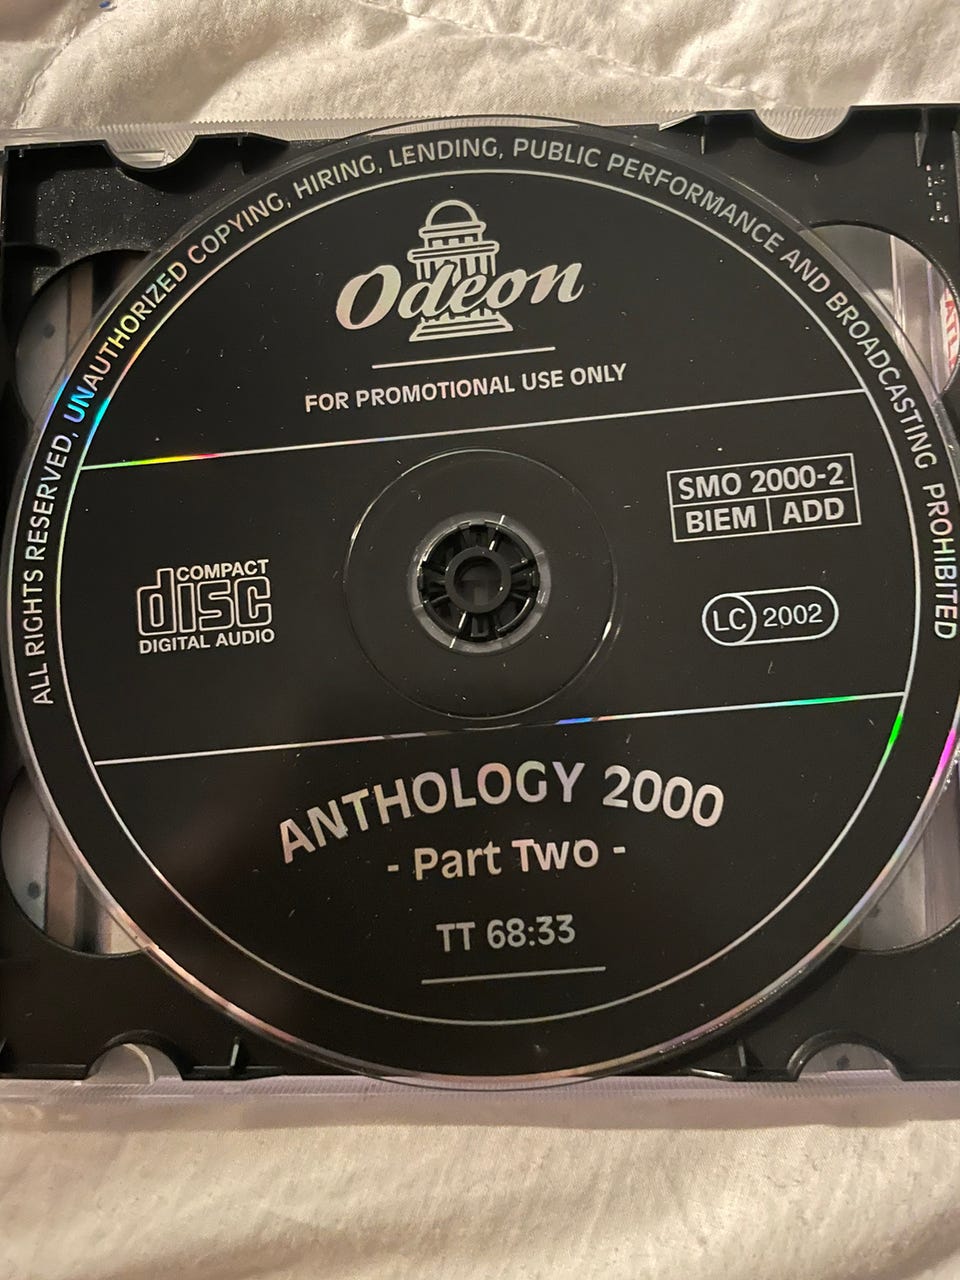 ALL RIGHTS RESERVED, UNAUTHORIZED COPYING, HIRING, LENDING, PUBLIC PERFORMANCE AND BROADCASTING PROHIBITED
Odeon
FOR PROMOTIONAL USE ONLY
SMO 2000-2
BIEM ADD
COMPACT
disc
DIGITAL AUDIO
LC 2002
ANTHOLOGY 2000
- Part Two -
TT 68:33